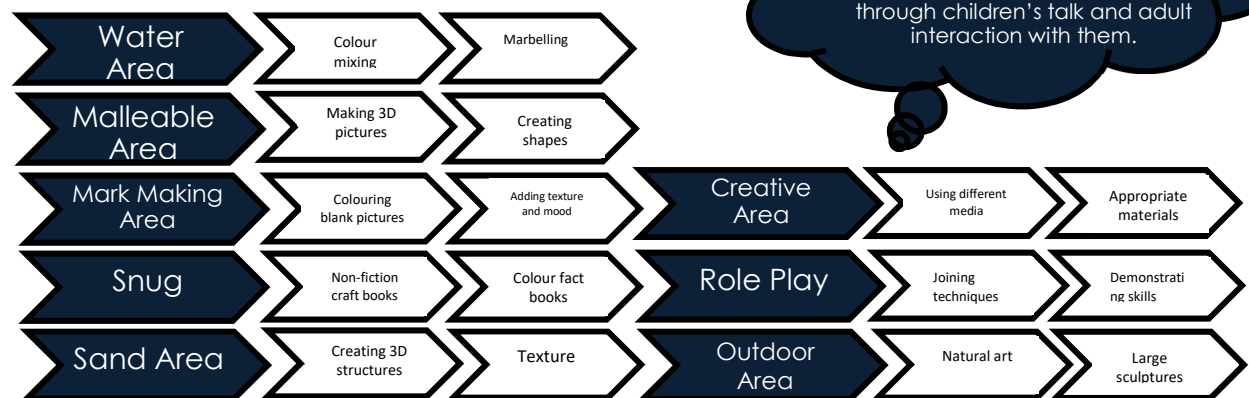 through children's talk and adult
interaction with them.
Water
Area
Colour
mixing
Marbelling
Malleable
Area
Making 3D
pictures
Creating
shapes
Mark Making
Area
Colouring
blank pictures
Adding texture
and mood
Creative
Area
Using different
media
Appropriate
materials
Snug
Non-fiction
craft books
Colour fact
books
Role Play
Joining
techniques
Demonstrati
ng skills
Sand Area
Creating 3D
structures
Texture
Outdoor
Area
Natural art
Large
sculptures